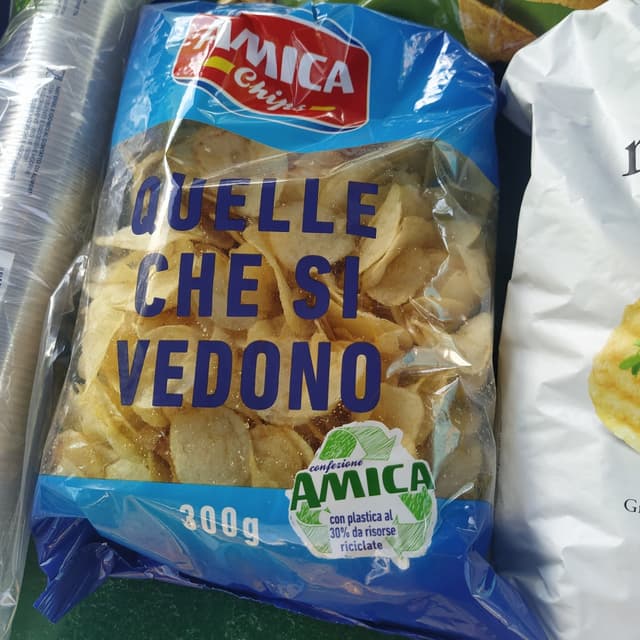 AMICA
Chips
QUELLE
CHE SI
VEDONO
300g
confezione
AMICA
con plastica al
30% da risorse
riciclate